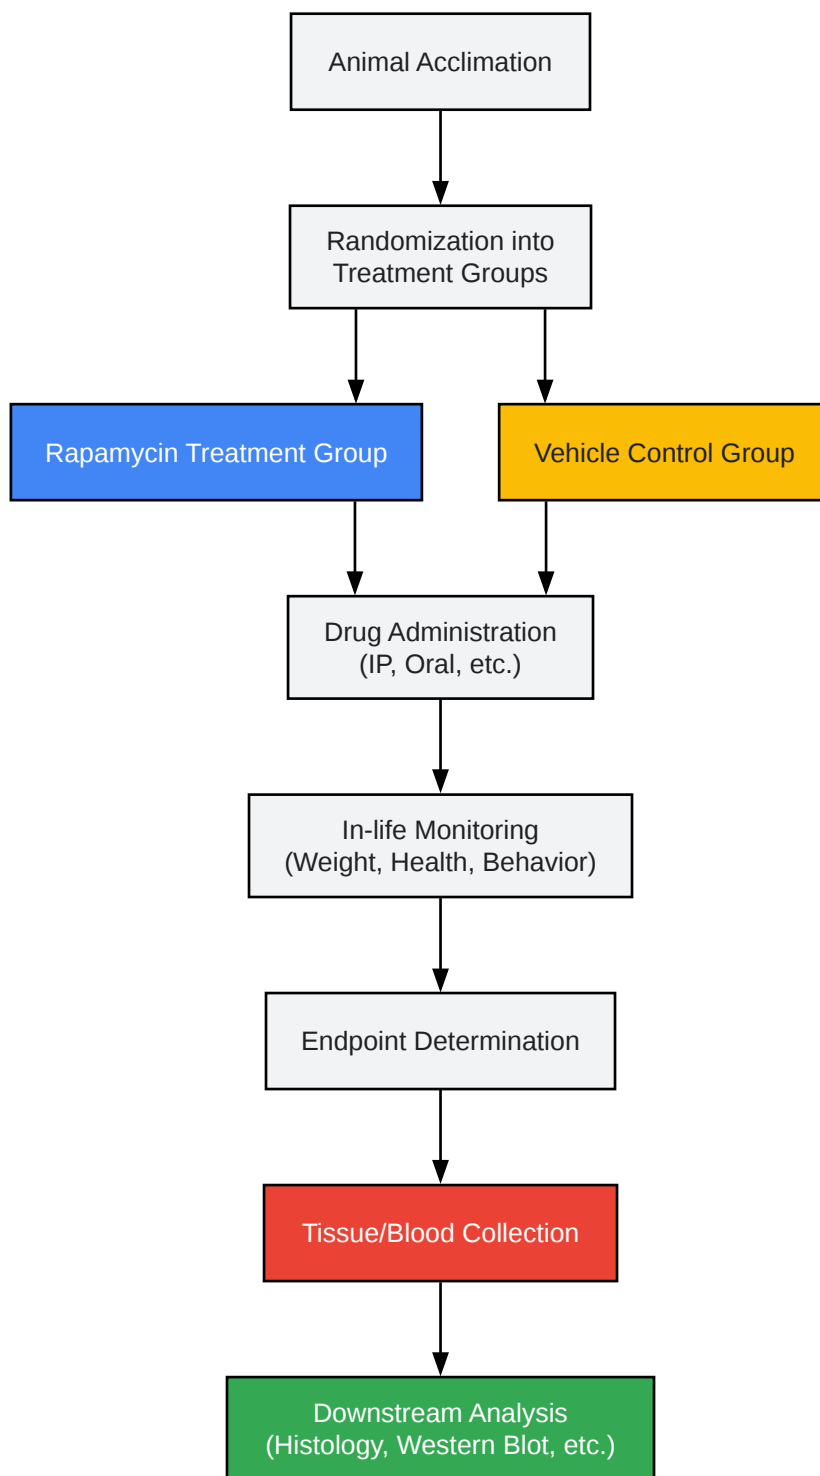 Animal Acclimation
Randomization into
Treatment Groups
Rapamycin Treatment Group
Vehicle Control Group
Drug Administration
(IP, Oral, etc.)
In-life Monitoring
(Weight, Health, Behavior)
Endpoint Determination
Tissue/Blood Collection
Downstream Analysis
(Histology, Western Blot, etc.)